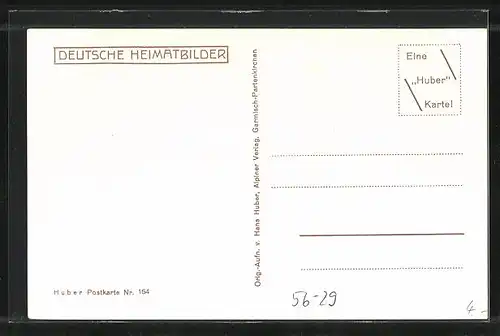 DEUTSCHE HEIMATBILDER
Eine
„Huber"
Karte!
Orig.-Aufn. v. Hans Huber, Alpiner Verlag, Garmisch-Partenkirchen
Huber Postkarte Nr. 164
56-29
4.-